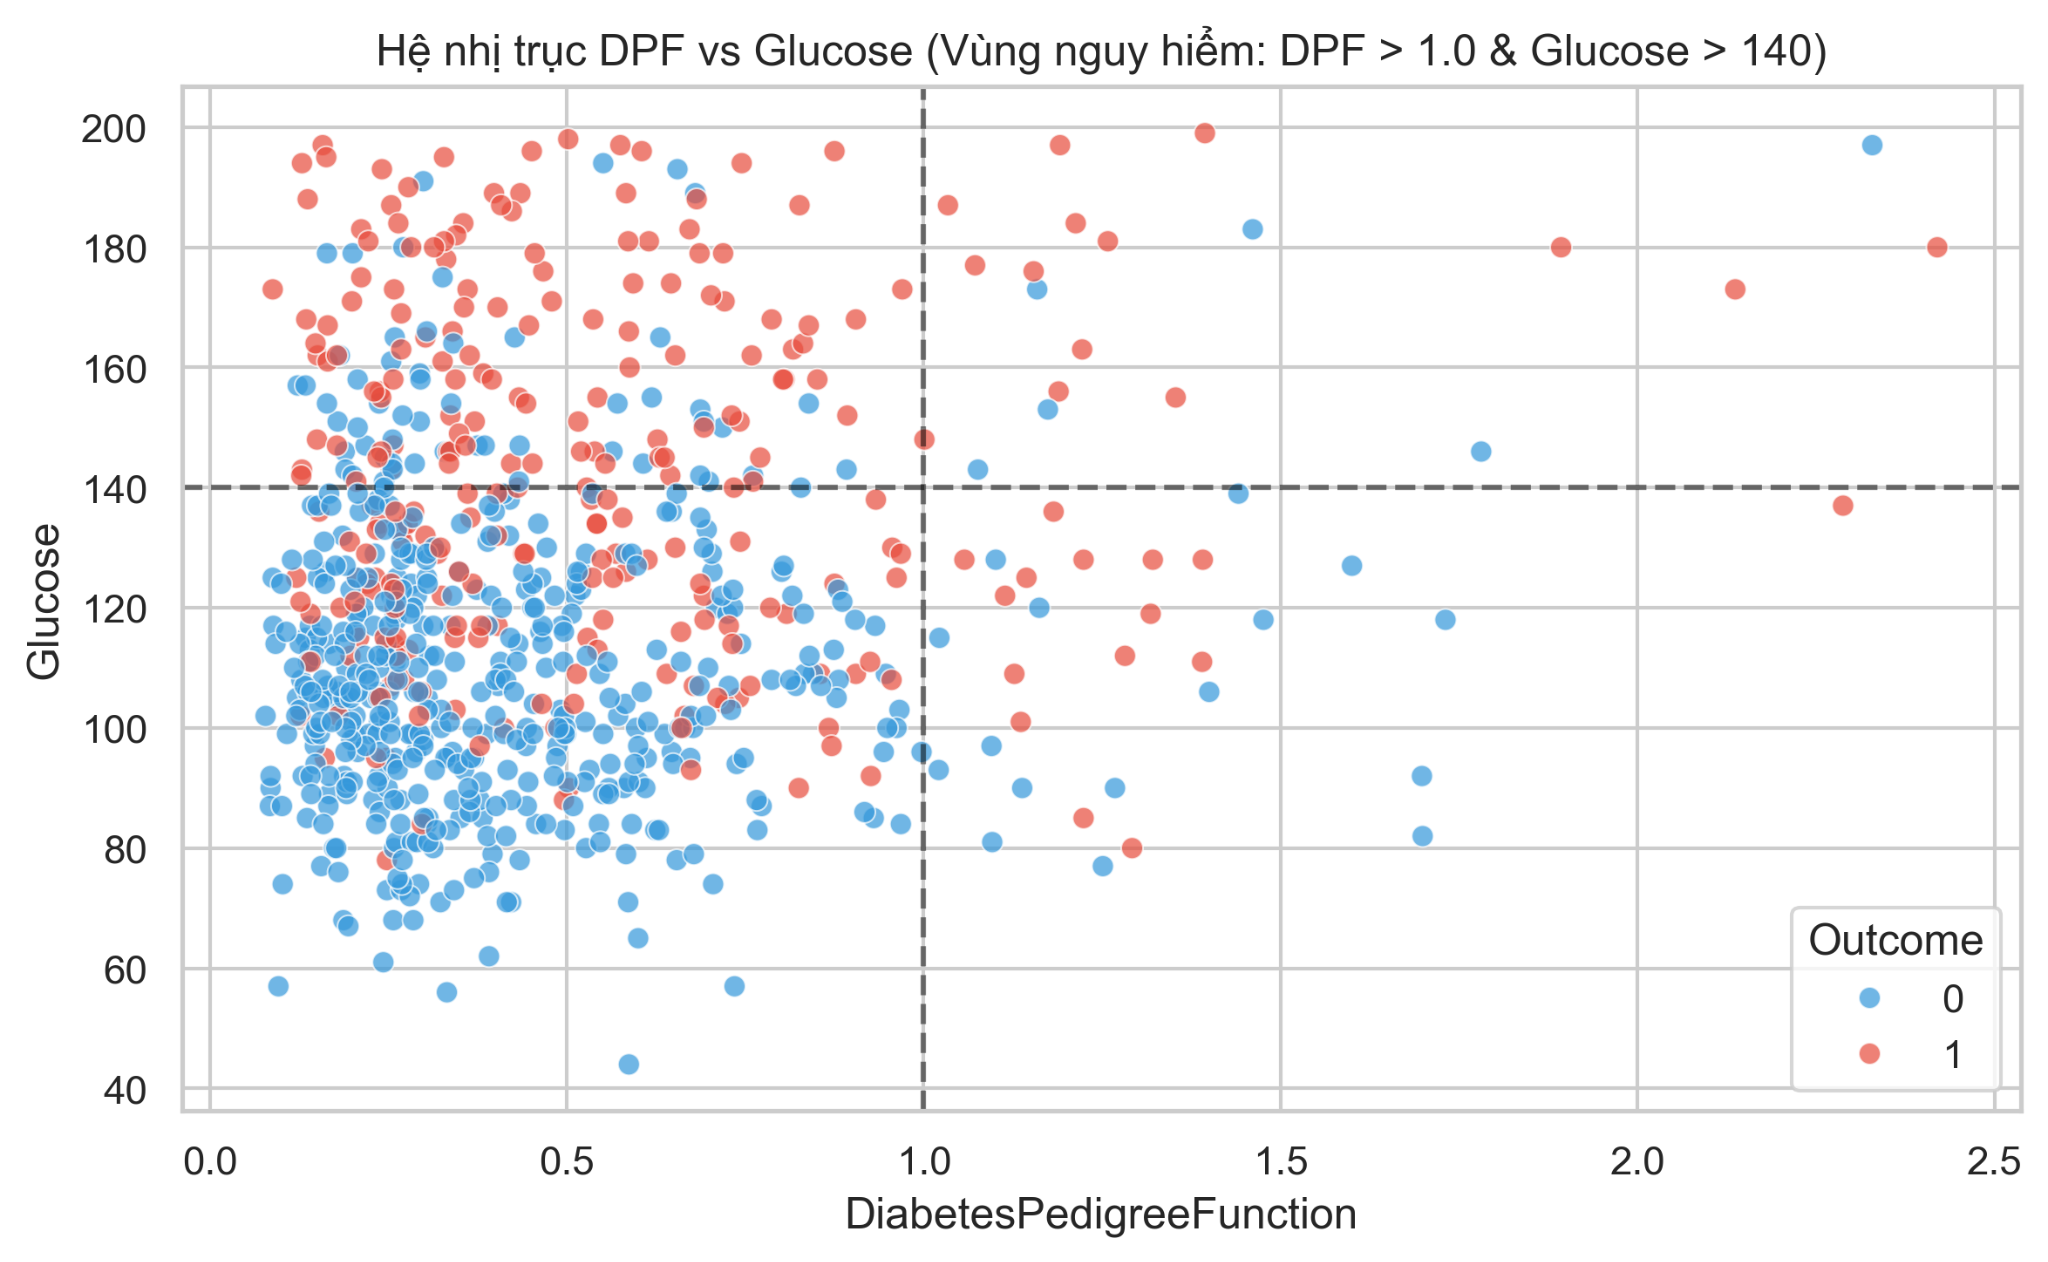 Hệ nhị trục DPF vs Glucose (Vùng nguy hiểm: DPF > 1.0 & Glucose > 140)
200
180
160
140
120
100
80
60
40
Glucose
0.0 0.5 1.0 1.5 2.0 2.5
DiabetesPedigreeFunction
Outcome
0
1